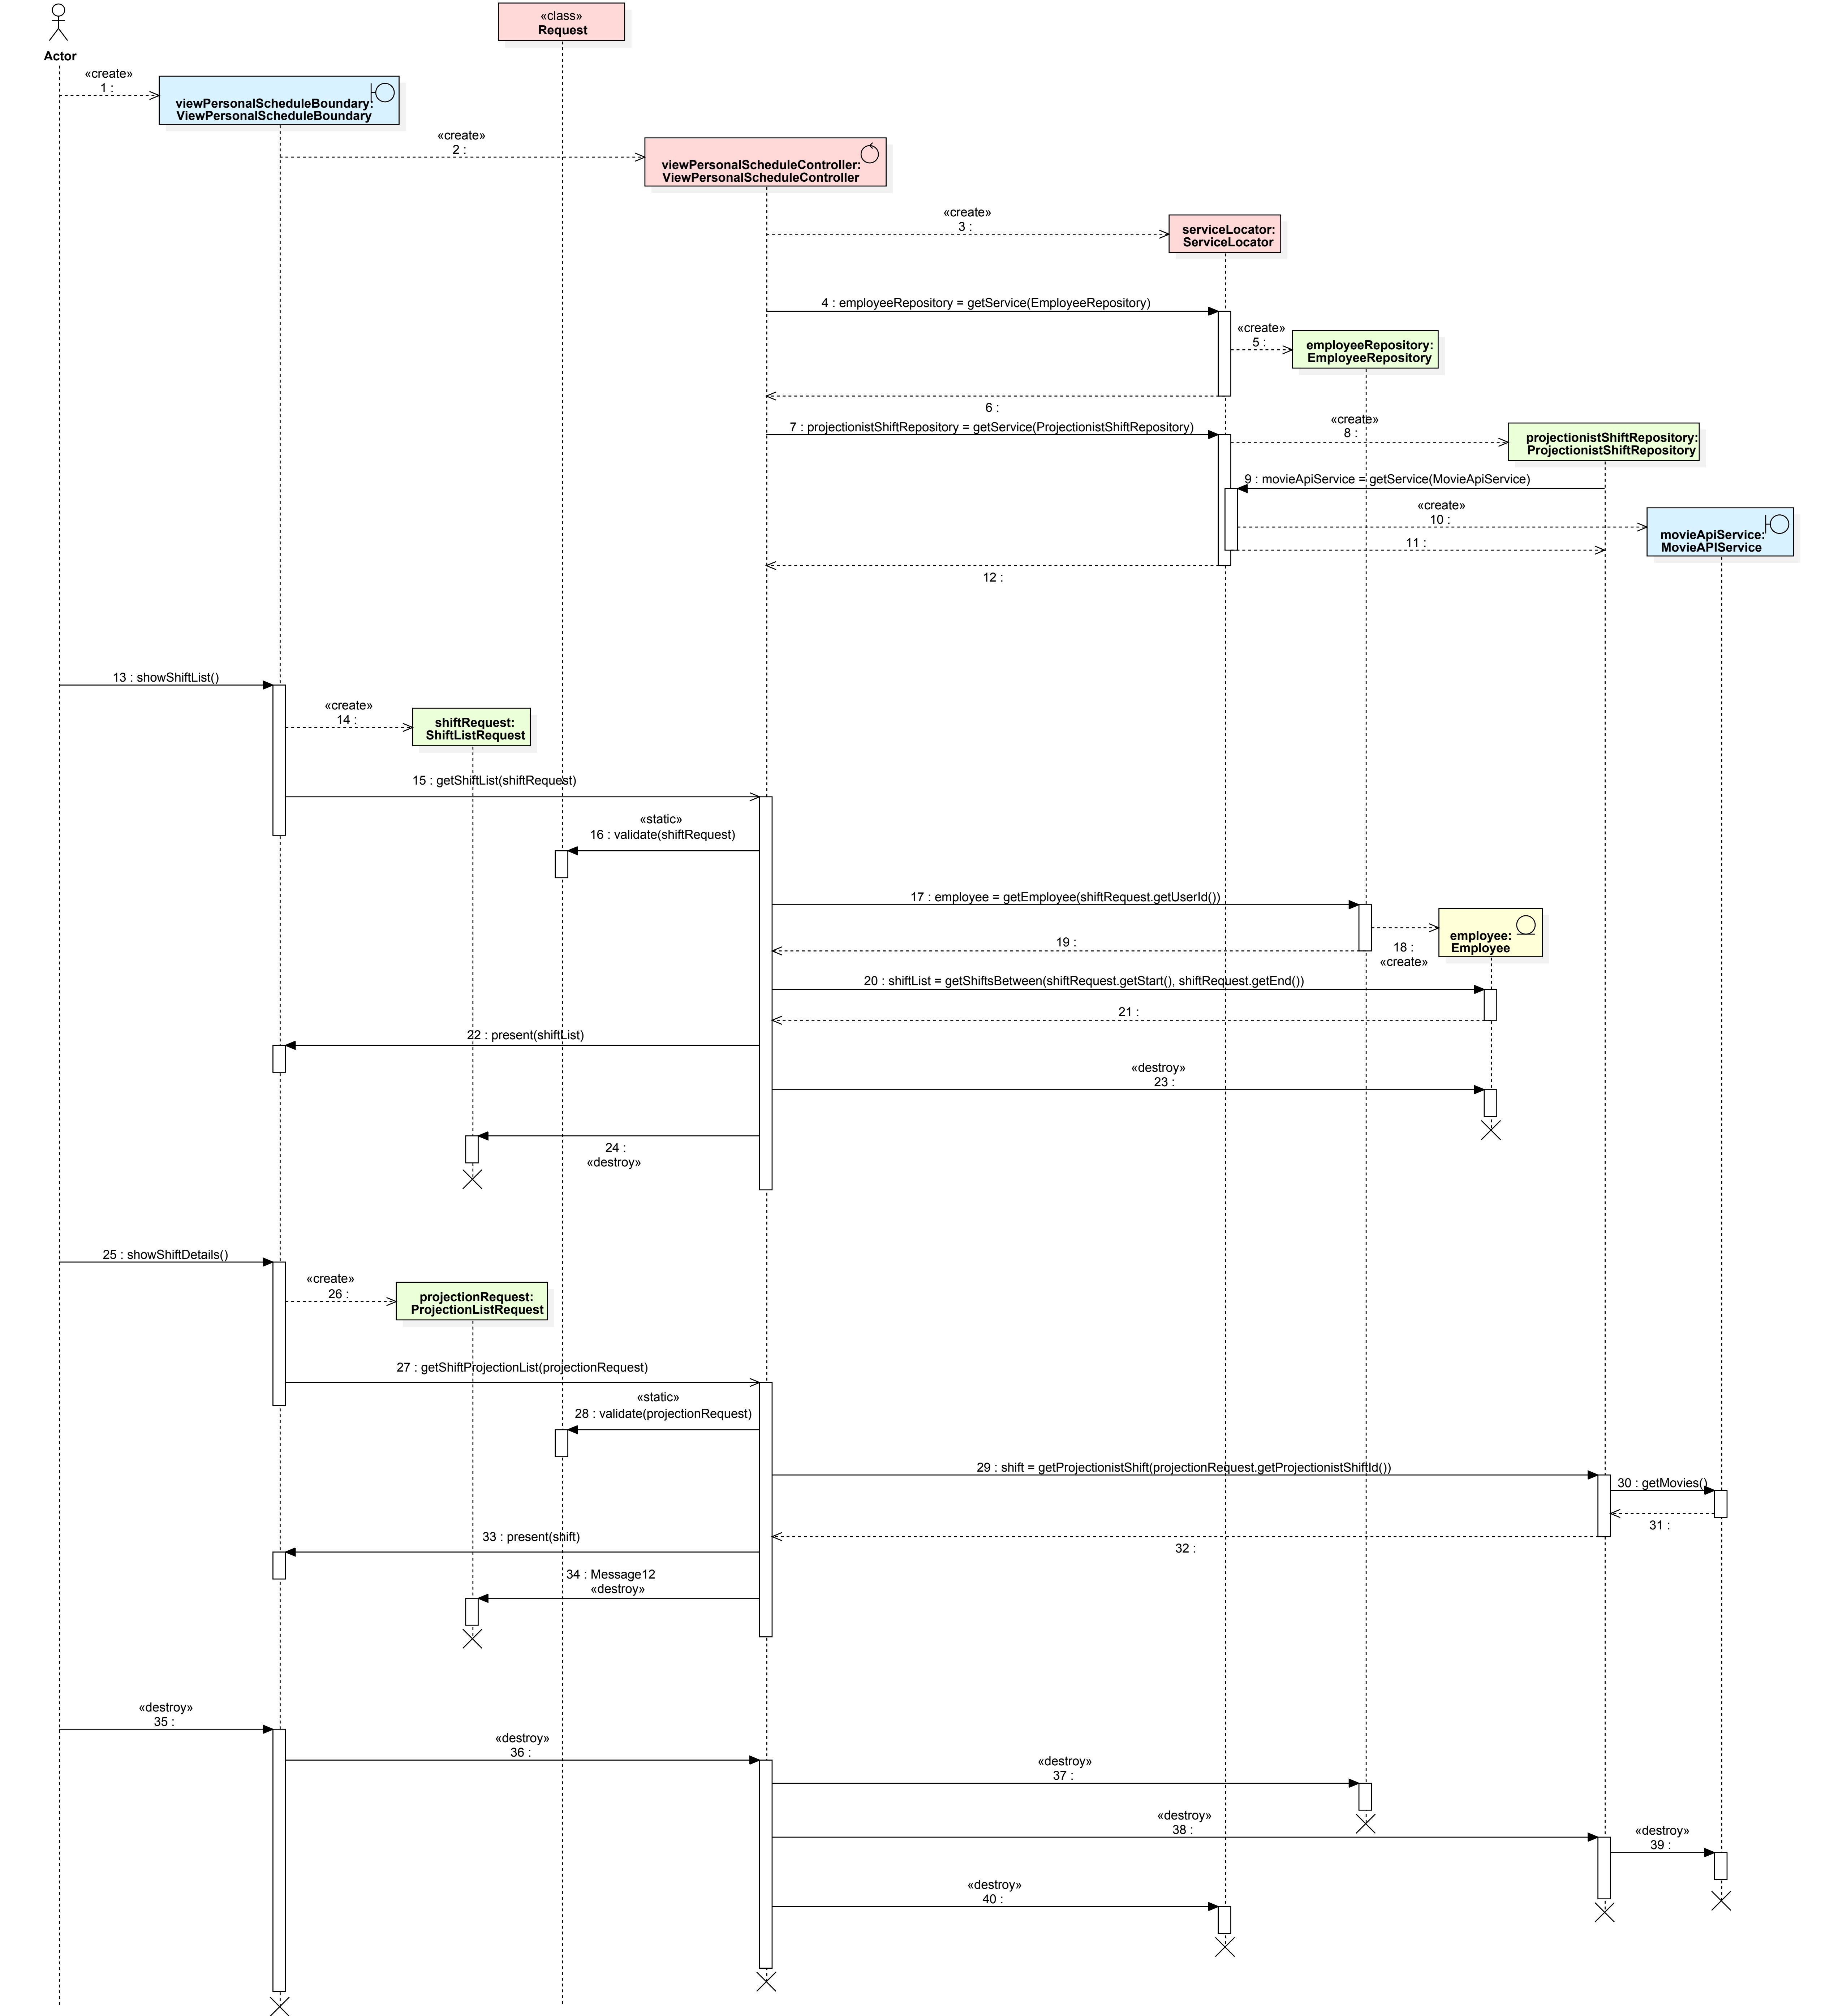 «class»
Request
Actor
«create»
1 :
viewPersonalScheduleBoundary:
ViewPersonalScheduleBoundary
«create»
2 :
viewPersonalScheduleController:
ViewPersonalScheduleController
«create»
3 :
serviceLocator:
ServiceLocator
4 : employeeRepository = getService(EmployeeRepository)
«create»
5 :
employeeRepository:
EmployeeRepository
6 :
7 : projectionistShiftRepository = getService(ProjectionistShiftRepository)
«create»
8 :
projectionistShiftRepository:
ProjectionistShiftRepository
9 : movieApiService = getService(MovieApiService)
«create»
10 :
movieApiService:
MovieAPIService
11 :
12 :
13 : showShiftList()
«create»
14 :
shiftRequest:
ShiftListRequest
15 : getShiftList(shiftRequest)
«static»
16 : validate(shiftRequest)
17 : employee = getEmployee(shiftRequest.getUserId())
employee:
Employee
18 :
«create»
19 :
20 : shiftList = getShiftsBetween(shiftRequest.getStart(), shiftRequest.getEnd())
21 :
22 : present(shiftList)
«destroy»
23 :
24 :
«destroy»
25 : showShiftDetails()
«create»
26 :
projectionRequest:
ProjectionListRequest
27 : getShiftProjectionList(projectionRequest)
«static»
28 : validate(projectionRequest)
29 : shift = getProjectionistShift(projectionRequest.getProjectionistShiftId())
30 : getMovies()
31 :
32 :
33 : present(shift)
34 : Message12
«destroy»
«destroy»
35 :
«destroy»
36 :
«destroy»
37 :
«destroy»
38 :
«destroy»
39 :
«destroy»
40 :